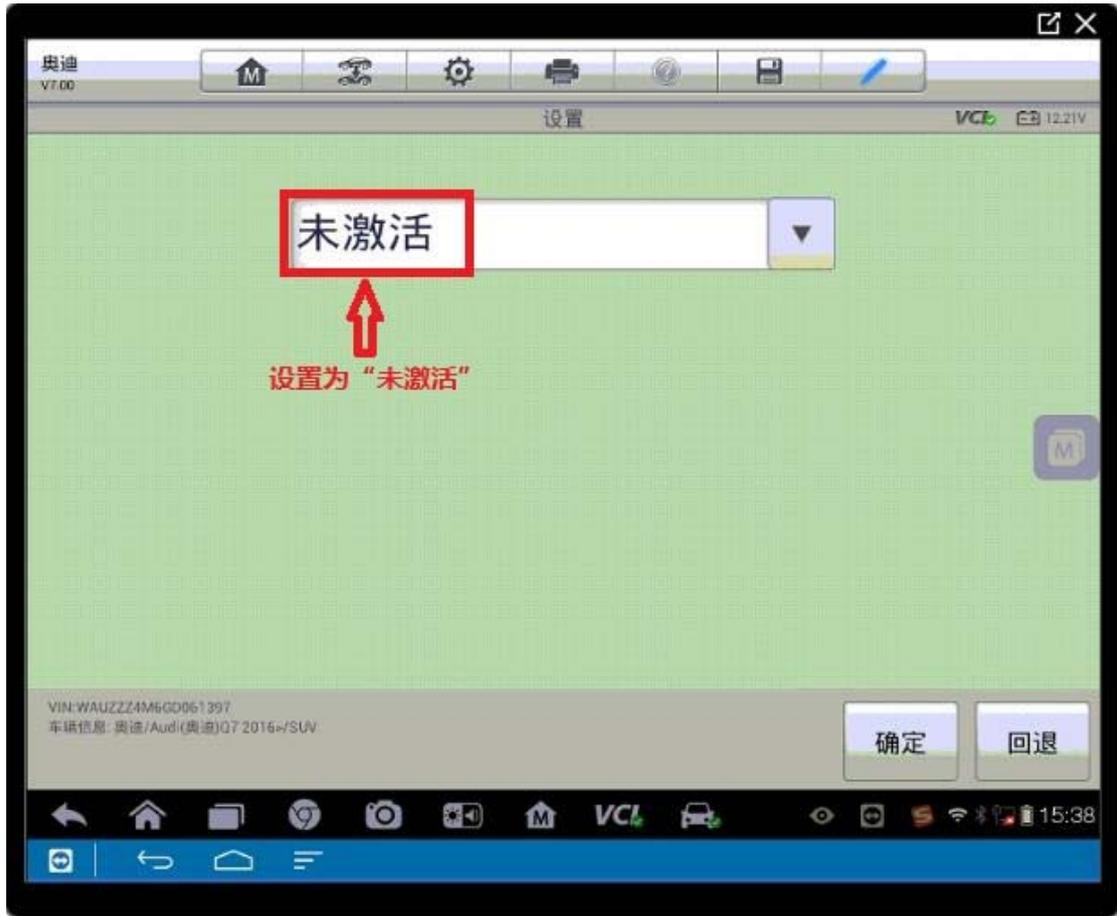 奥迪
V7.00
M
设置
VCI 12.21V
未激活
设置为“未激活”
M
VIN:WAUZZZ4M6GD061397
车辆信息: 奥迪/Audi(奥迪)Q7 2016>/SUV
确定
回退
M VCI 15:38